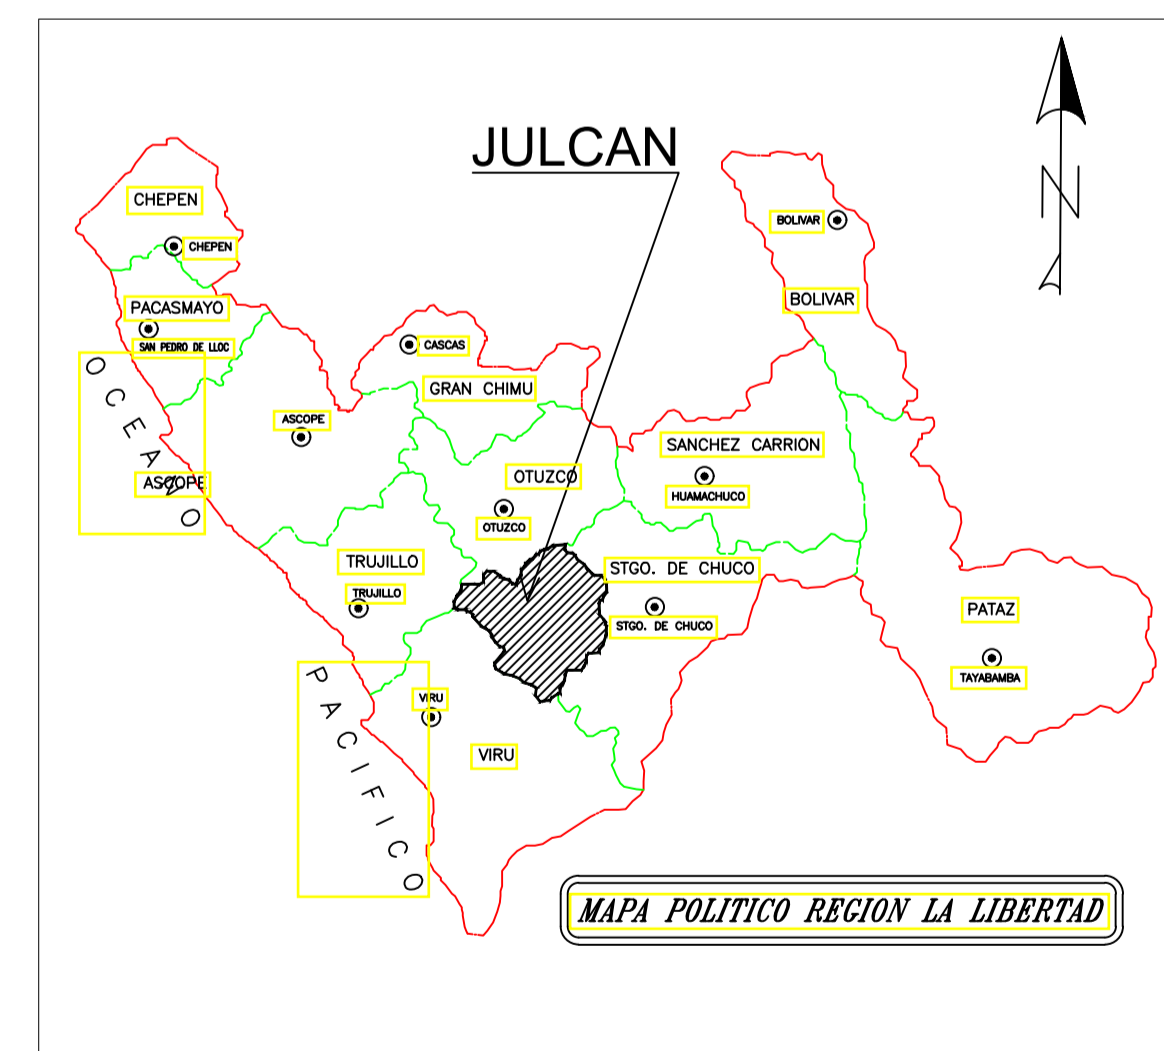 JULCAN
CHEPEN
CHEPEN
BOLIVAR
BOLIVAR
PACASMAYO
SAN PEDRO DE LLOC
CASCAS
GRAN CHIMU
ASCOPE
OCEANO
ASCOPE
SANCHEZ CARRION
HUAMACHUCO
OTUZCO
OTUZCO
TRUJILLO
TRUJILLO
STGO. DE CHUCO
STGO. DE CHUCO
PATAZ
TAYABAMBA
PACIFICO
VIRU
VIRU
MAPA POLITICO REGION LA LIBERTAD
N